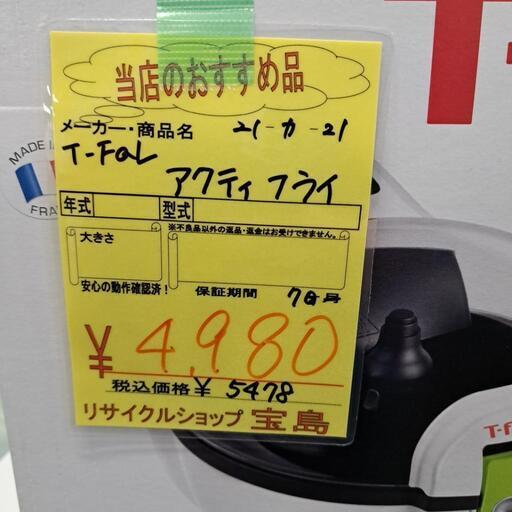 当店のおすすめ品
メーカー・商品名 21-カ-21
T-FaL
アクティフライ
年式 型式
※不良品以外の返品・返金はお受けできません。
大きさ
安心の動作確認済！ 保証期間 7日
¥4,980
税込価格¥ 5478
リサイクルショップ 宝島
MADE IN
FRA
T-
T-f